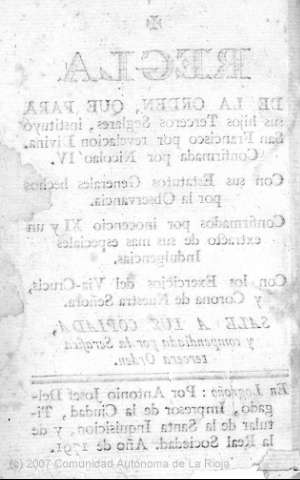 REGLA
DE LA ORDEN, QUE PARA
sus hijos Terceros Seglares, instituyó
San Francisco por revelacion Divina.
Confirmada por Nicolao IV.
Con sus Estatutos Generales hechos
por la Observancia.
Confirmados por inocencio XI y un
extracto de sus mas especiales
Indulgencias.
Con los Exercicios del Via-Crucis,
y Corona de Nuestra Señora.
SALE A LUZ COPIADA,
y compendiada por la Serafica
tercera Orden.
En Logroño: Por Antonio Josef Del-
gado, Impresor de la Ciudad, Ti-
tular de la Santa Inquisicion, y de
la Real Sociedad. Año de 1791.
(c) 2007 Comunidad Autónoma de La Rioja